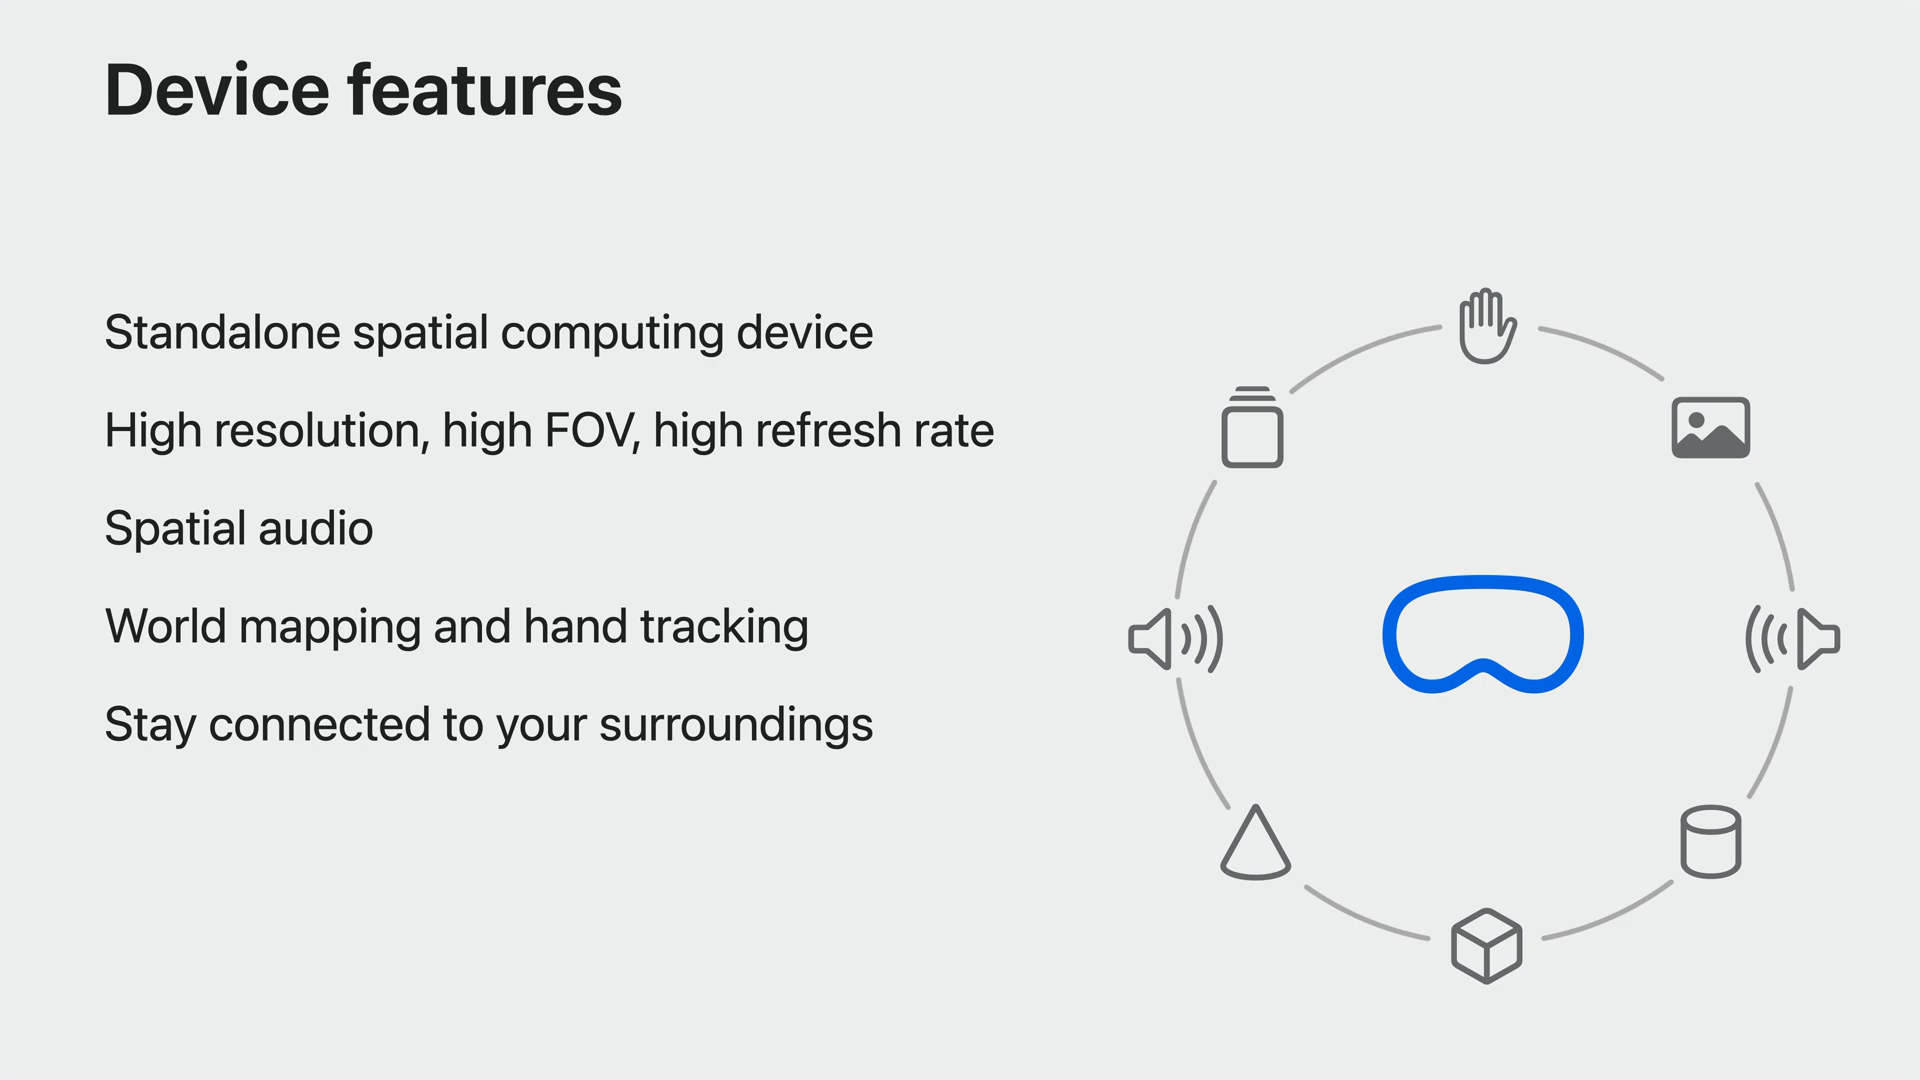 Device features
Standalone spatial computing device
High resolution, high FOV, high refresh rate
Spatial audio
World mapping and hand tracking
Stay connected to your surroundings